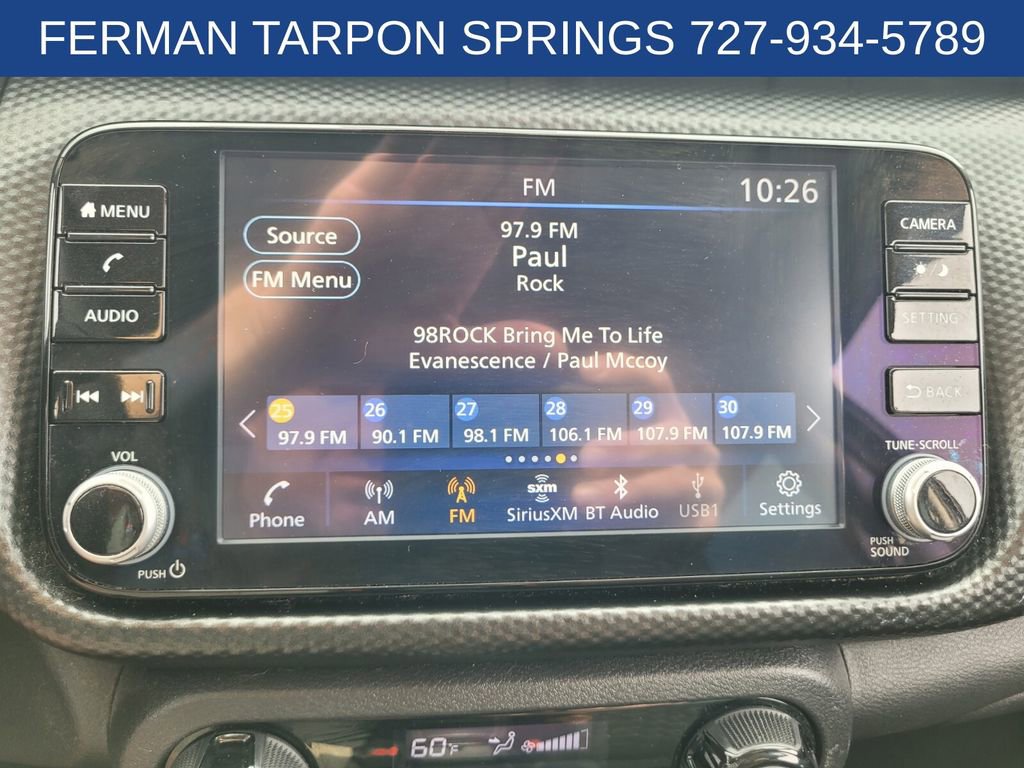 FERMAN TARPON SPRINGS 727-934-5789
FM
10:26
MENU
AUDIO
VOL
PUSH
Source
FM Menu
97.9 FM
Paul
Rock
98ROCK Bring Me To Life
Evanescence / Paul Mccoy
25 26 27 28 29 30
97.9 FM 90.1 FM 98.1 FM 106.1 FM 107.9 FM 107.9 FM
Phone AM FM SiriusXM BT Audio USB1 Settings
sxm
CAMERA
SETTING
BACK
TUNE·SCROLL
PUSH
SOUND
60°F